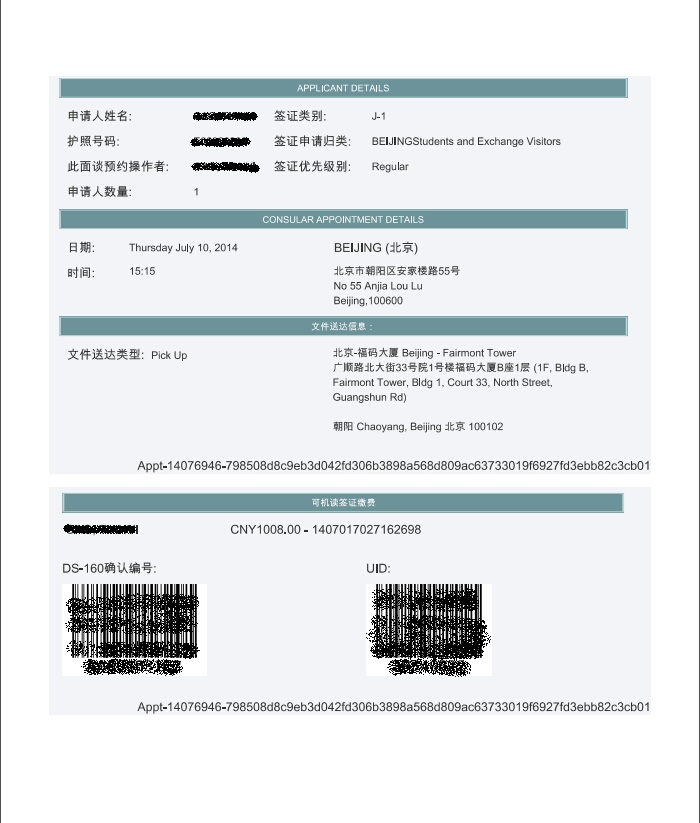 APPLICANT DETAILS
申请人姓名: 签证类别: J-1
护照号码: 签证申请归类: BEIJINGStudents and Exchange Visitors
此面谈预约操作者: 签证优先级别: Regular
申请人数量: 1
CONSULAR APPOINTMENT DETAILS
日期: Thursday July 10, 2014 BEIJING (北京)
时间: 15:15 北京市朝阳区安家楼路55号
No 55 Anjia Lou Lu
Beijing,100600
文件送达信息 :
文件送达类型: Pick Up 北京-福码大厦 Beijing - Fairmont Tower
广顺路北大街33号院1号楼福码大厦B座1层 (1F, Bldg B,
Fairmont Tower, Bldg 1, Court 33, North Street,
Guangshun Rd)
朝阳 Chaoyang, Beijing 北京 100102
Appt-14076946-798508d8c9eb3d042fd306b3898a568d809ac63733019f6927fd3ebb82c3cb01
可机读签证缴费
CNY1008.00 - 1407017027162698
DS-160确认编号: UID:
Appt-14076946-798508d8c9eb3d042fd306b3898a568d809ac63733019f6927fd3ebb82c3cb01